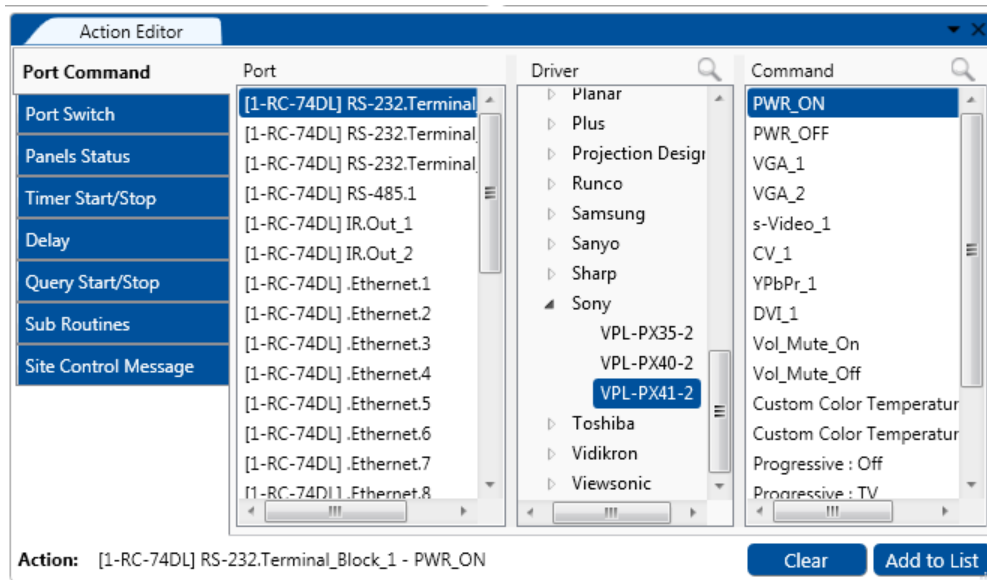 Action Editor
Port Command
Port Switch
Panels Status
Timer Start/Stop
Delay
Query Start/Stop
Sub Routines
Site Control Message
Port
[1-RC-74DL] RS-232.Terminal
[1-RC-74DL] RS-232.Terminal_
[1-RC-74DL] RS-232.Terminal_
[1-RC-74DL] RS-485.1
[1-RC-74DL] IR.Out_1
[1-RC-74DL] IR.Out_2
[1-RC-74DL] .Ethernet.1
[1-RC-74DL] .Ethernet.2
[1-RC-74DL] .Ethernet.3
[1-RC-74DL] .Ethernet.4
[1-RC-74DL] .Ethernet.5
[1-RC-74DL] .Ethernet.6
[1-RC-74DL] .Ethernet.7
[1-RC-74DL] .Ethernet.8
Driver
Planar
Plus
Projection Desigr
Runco
Samsung
Sanyo
Sharp
Sony
VPL-PX35-2
VPL-PX40-2
VPL-PX41-2
Toshiba
Vidikron
Viewsonic
Command
PWR_ON
PWR_OFF
VGA_1
VGA_2
s-Video_1
CV_1
YPbPr_1
DVI_1
Vol_Mute_On
Vol_Mute_Off
Custom Color Temperatur
Custom Color Temperatur
Progressive : Off
Progressive : TV
Action: [1-RC-74DL] RS-232.Terminal_Block_1 - PWR_ON
Clear
Add to List